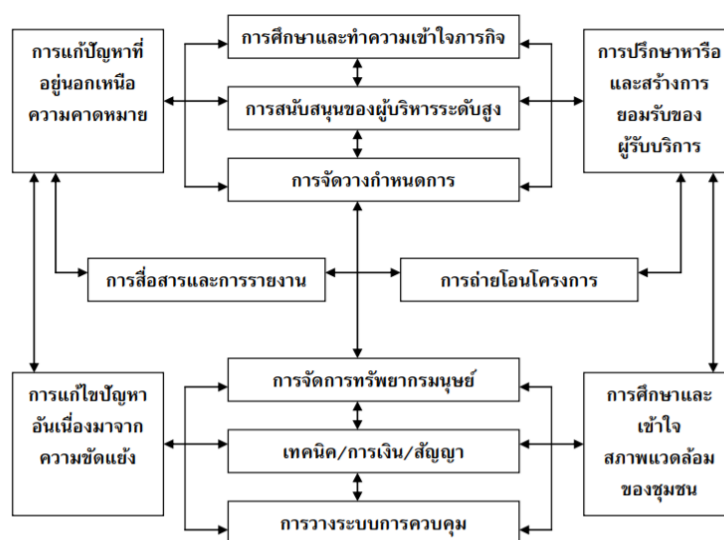 การแก้ปัญหาที่
อยู่นอกเหนือ
ความคาดหมาย
การศึกษาและทำความเข้าใจภารกิจ
การสนับสนุนของผู้บริหารระดับสูง
การจัดวางกำหนดการ
การปรึกษาหารือ
และสร้างการ
ยอมรับของ
ผู้รับบริการ
การสื่อสารและการรายงาน
การถ่ายโอนโครงการ
การแก้ไขปัญหา
อันเนื่องมาจาก
ความขัดแย้ง
การจัดการทรัพยากรมนุษย์
เทคนิค/การเงิน/สัญญา
การวางระบบการควบคุม
การศึกษาและ
เข้าใจ
สภาพแวดล้อม
ของชุมชน